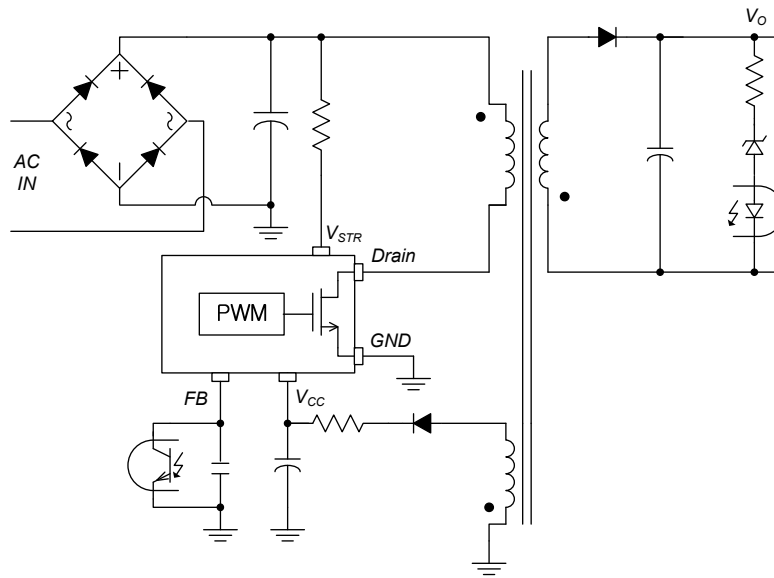 V_O
AC
IN
V_STR
Drain
PWM
GND
FB
V_CC